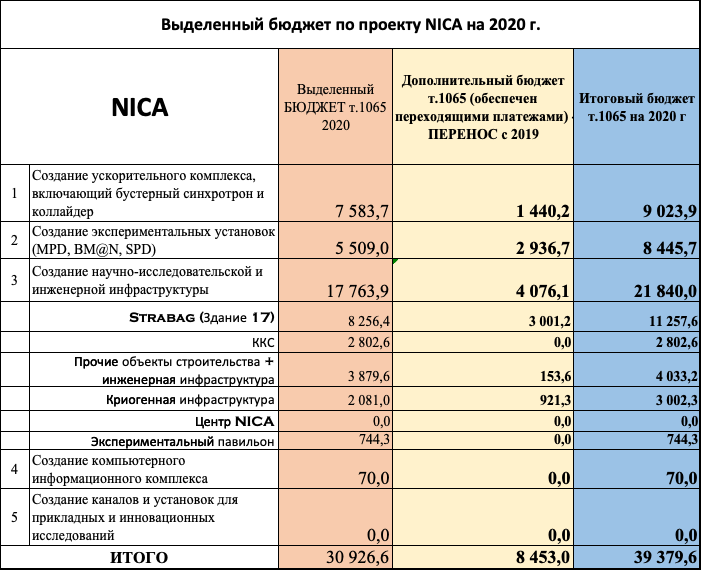 Выделенный бюджет по проекту NICA на 2020 г.
NICA
Выделенный
БЮДЖЕТ т.1065
2020
Дополнительный бюджет
т.1065 (обеспечен
переходящими платежами) -
ПЕРЕНОС с 2019
Итоговый бюджет
т.1065 на 2020 г
1
Создание ускорительного комплекса,
включающий бустерный синхротрон и
коллайдер
7 583,7
1 440,2
9 023,9
2
Создание экспериментальных установок
(MPD, BM@N, SPD)
5 509,0
2 936,7
8 445,7
3
Создание научно-исследовательской и
инженерной инфраструктуры
17 763,9
4 076,1
21 840,0
STRABAG (Здание 17)
8 256,4
3 001,2
11 257,6
ККС
2 802,6
0,0
2 802,6
Прочие объекты строительства +
инженерная инфраструктура
3 879,6
153,6
4 033,2
Криогенная инфраструктура
2 081,0
921,3
3 002,3
Центр NICA
0,0
0,0
0,0
Экспериментальный павильон
744,3
0,0
744,3
4
Создание компьютерного
информационного комплекса
70,0
0,0
70,0
5
Создание каналов и установок для
прикладных и инновационных
исследований
0,0
0,0
0,0
ИТОГО
30 926,6
8 453,0
39 379,6